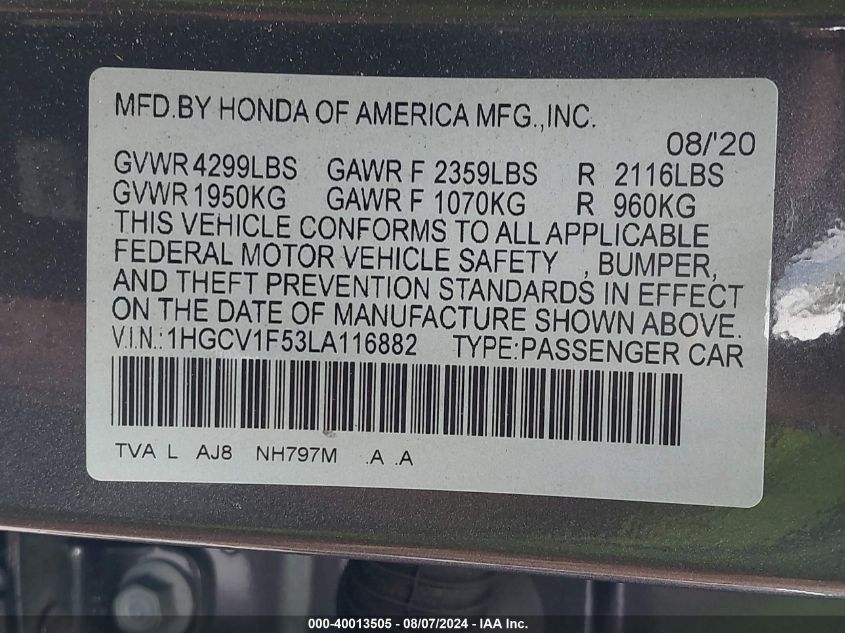 MFD.BY HONDA OF AMERICA MFG.,INC.
08/'20
GVWR 4299LBS GAWR F 2359LBS R 2116LBS
GVWR 1950KG GAWR F 1070KG R 960KG
THIS VEHICLE CONFORMS TO ALL APPLICABLE
FEDERAL MOTOR VEHICLE SAFETY , BUMPER,
AND THEFT PREVENTION STANDARDS IN EFFECT
ON THE DATE OF MANUFACTURE SHOWN ABOVE.
V.I.N.: 1HGCV1F53LA116882 TYPE:PASSENGER CAR
TVA L AJ8 NH797M .A .A
000-40013505 - 08/07/2024 - IAA Inc.